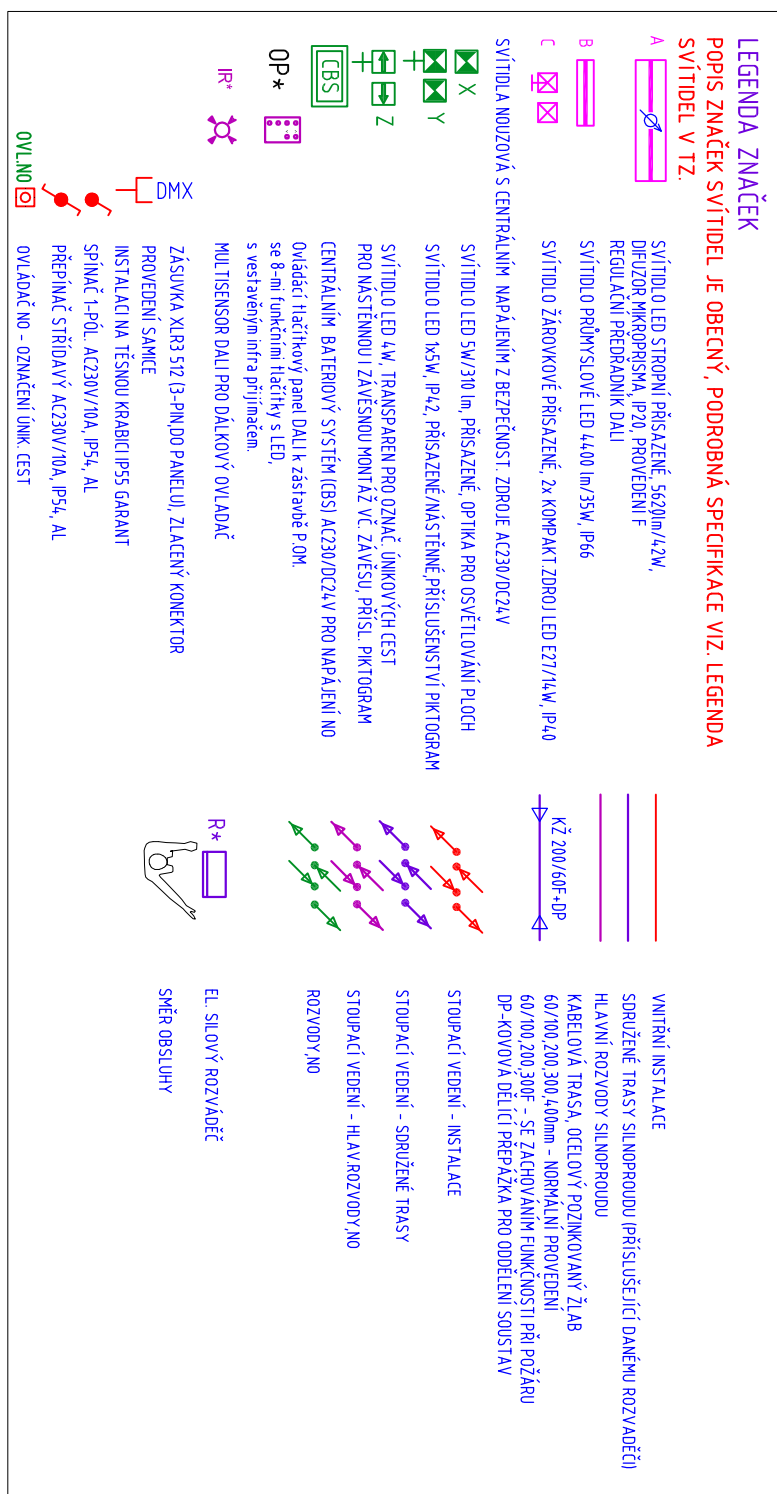 LEGENDA ZNAČEK
POPIS ZNAČEK SVÍTIDEL JE OBECNÝ, PODROBNÁ SPECIFIKACE VIZ. LEGENDA
SVÍTIDEL V TZ.
A
SVÍTIDLO LED STROPNÍ PŘISAZENÉ, 5620lm/42W,
DIFUZOR MIKROPRISMA, IP20, PROVEDENÍ F
REGULAČNÍ PŘEDŘADNÍK DALI
B
SVÍTIDLO PRŮMYSLOVÉ LED 4400 lm/35W, IP66
C
SVÍTIDLO ŽÁROVKOVÉ PŘISAZENÉ, 2x KOMPAKT.ZDROJ LED E27/14W, IP40
SVÍTIDLA NOUZOVÁ S CENTRÁLNÍM NAPÁJENÍM Z BEZPEČNOST. ZDROJE AC230/DC24V
X
SVÍTIDLO LED 5W/310 lm, PŘISAZENÉ, OPTIKA PRO OSVĚTLOVÁNÍ PLOCH
Y
SVÍTIDLO LED 1x5W, IP42, PŘISAZENÉ/NÁSTĚNNÉ,PŘÍSLUŠENSTVÍ PIKTOGRAM
Z
SVÍTIDLO LED 4W, TRANSPAREN PRO OZNAČ. ÚNIKOVÝCH CEST
PRO NÁSTĚNNOU I ZÁVĚSNOU MONTÁŽ VČ. ZÁVĚSU, PŘÍSL. PIKTOGRAM
CBS
CENTRÁLNÍM BATERIOVÝ SYSTÉM (CBS) AC230/DC24V PRO NAPÁJENÍ NO
OP*
Ovládácí tlačítkový panel DALI k zástavbě P.OM.
se 8-mi funkčními tlačítky s LED,
s vestavěným infra přijímačem.
IR*
MULTISENSOR DALI PRO DÁLKOVÝ OVLADAČ
DMX
ZÁSUVKA XLR3 512 (3-PIN,DO PANELU), ZLACENÝ KONEKTOR
PROVEDENÍ SAMICE
INSTALACI NA TĚSNOU KRABICI IP55 GARANT
SPÍNAČ 1-PÓL. AC230V/10A, IP54, AL
PŘEPÍNAČ STŘÍDAVÝ AC230V/10A, IP54, AL
OVL.NO
OVLÁDAČ NO - OZNAČENÍ ÚNIK. CEST
VNITŘNÍ INSTALACE
SDRUŽENÉ TRASY SILNOPROUDU (PŘÍSLUŠEJÍCÍ DANÉMU ROZVADĚČI)
HLAVNÍ ROZVODY SILNOPROUDU
KŽ 200/60F+DP
KABELOVÁ TRASA, OCELOVÝ POZINKOVANÝ ŽLAB
60/100,200,300,400mm - NORMÁLNÍ PROVEDENÍ
60/100,200,300F - SE ZACHOVÁNÍM FUNKČNOSTI PŘI POŽÁRU
DP-KOVOVÁ DĚLÍCÍ PŘEPÁŽKA PRO ODDĚLENÍ SOUSTAV
STOUPACÍ VEDENÍ - INSTALACE
STOUPACÍ VEDENÍ - SDRUŽENÉ TRASY
STOUPACÍ VEDENÍ - HLAV.ROZVODY,NO
ROZVODY,NO
R*
EL. SILOVÝ ROZVÁDĚČ
SMĚR OBSLUHY